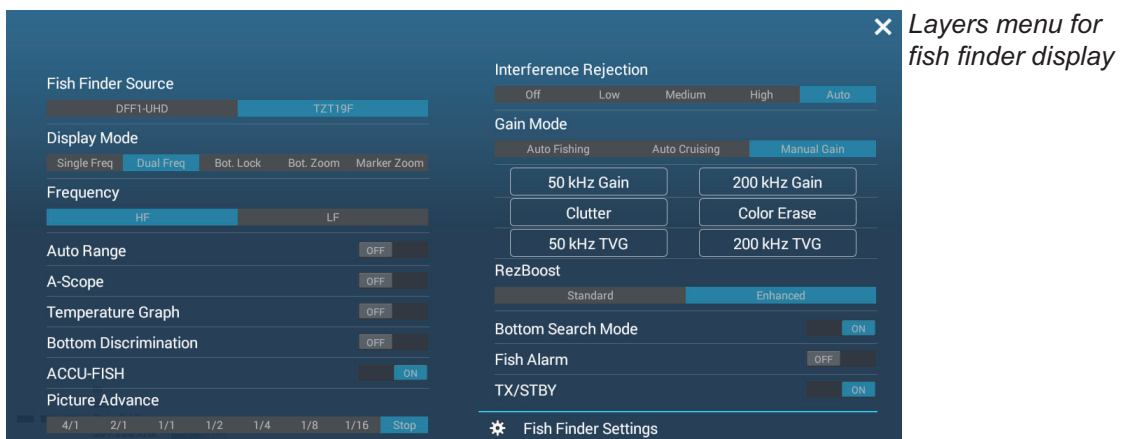 Layers menu for
fish finder display
Fish Finder Source
DFF1-UHD TZT19F
Display Mode
Single Freq Dual Freq Bot. Lock Bot. Zoom Marker Zoom
Frequency
HF LF
Auto Range OFF
A-Scope OFF
Temperature Graph OFF
Bottom Discrimination OFF
ACCU-FISH ON
Picture Advance
4/1 2/1 1/1 1/2 1/4 1/8 1/16 Stop
Interference Rejection
Off Low Medium High Auto
Gain Mode
Auto Fishing Auto Cruising Manual Gain
50 kHz Gain 200 kHz Gain
Clutter Color Erase
50 kHz TVG 200 kHz TVG
RezBoost
Standard Enhanced
Bottom Search Mode ON
Fish Alarm OFF
TX/STBY ON
Fish Finder Settings